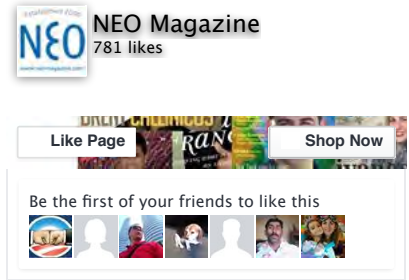 NEO
NEO Magazine
781 likes
Like Page
Shop Now
Be the first of your friends to like this